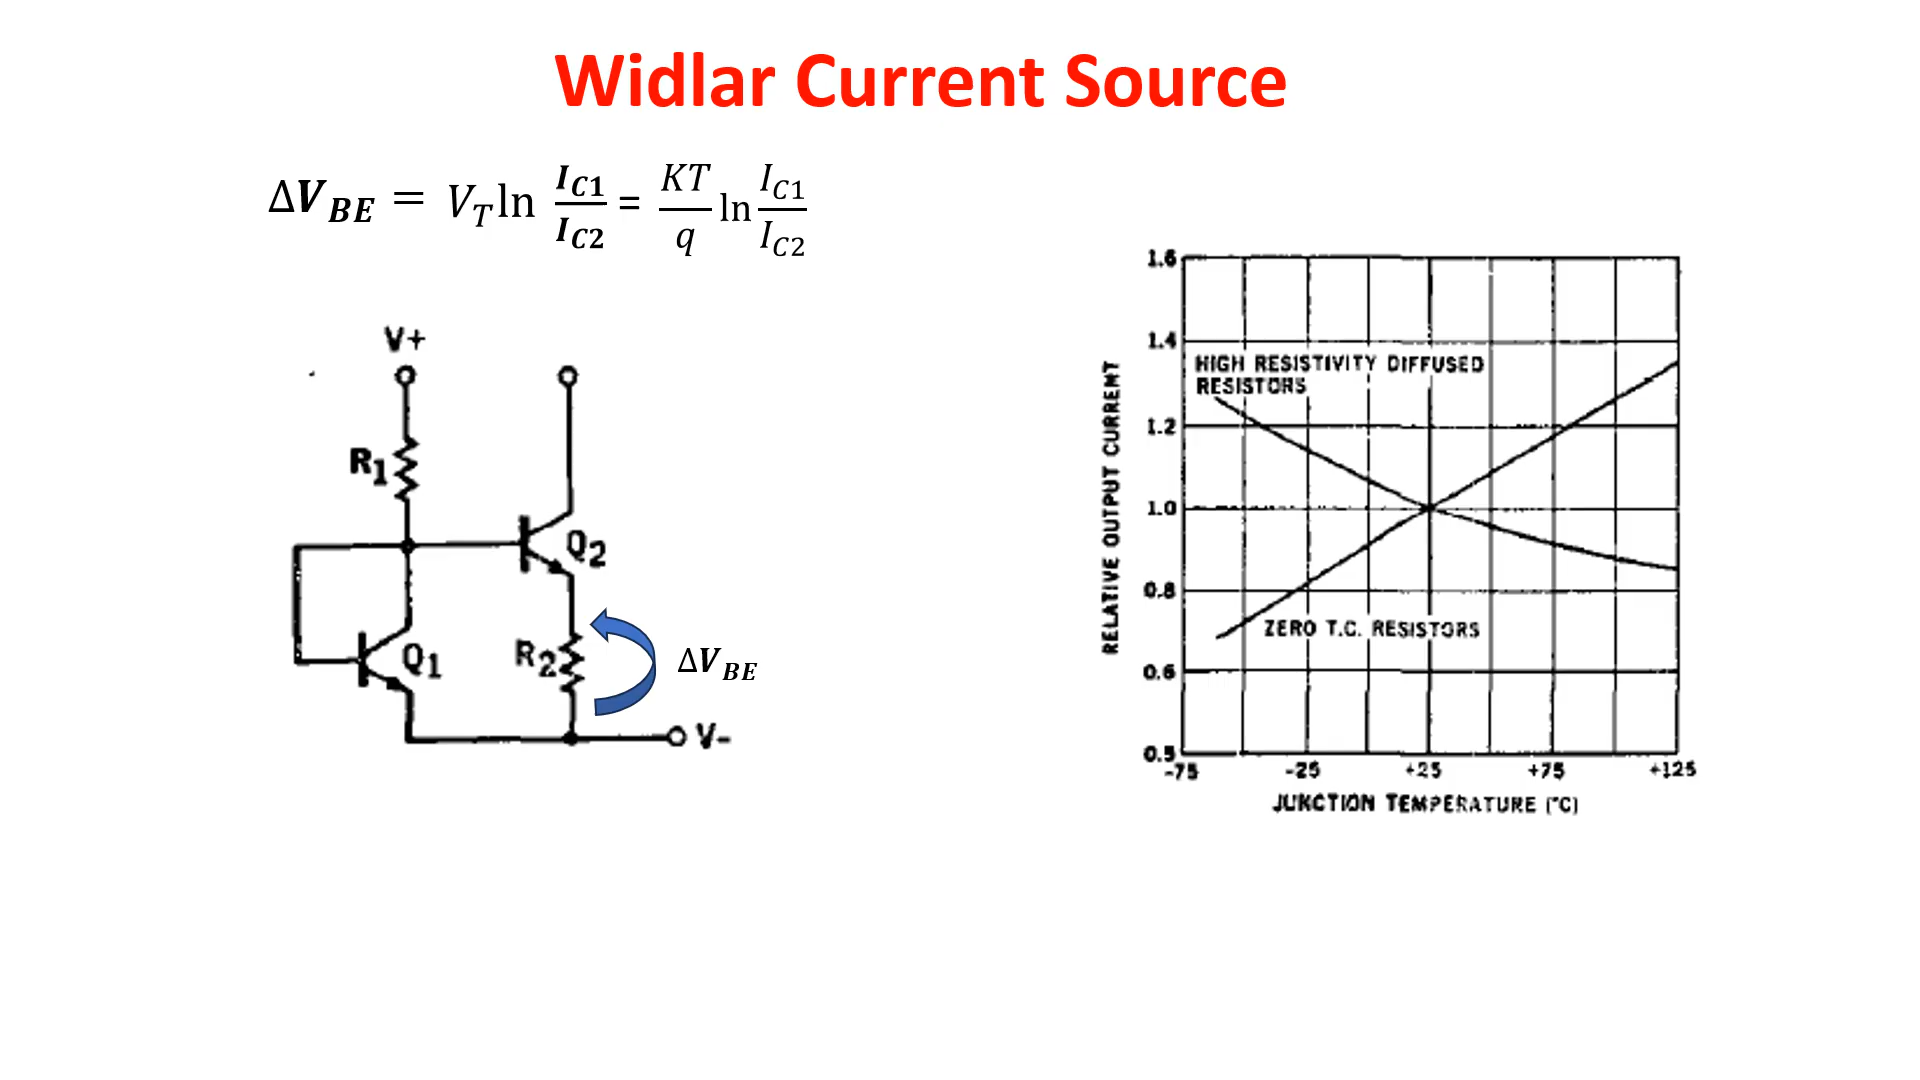 Widlar Current Source
ΔV_BE = V_T ln I_C1/I_C2 = KT/q ln I_C1/I_C2
V+
R1
Q2
Q1
R2
ΔV_BE
V-
1.6
1.4
HIGH RESISTIVITY DIFFUSED
RESISTORS
1.2
1.0
0.8
ZERO T.C. RESISTORS
0.6
0.5
RELATIVE OUTPUT CURRENT
-75 -25 +25 +75 +125
JUNCTION TEMPERATURE (°C)